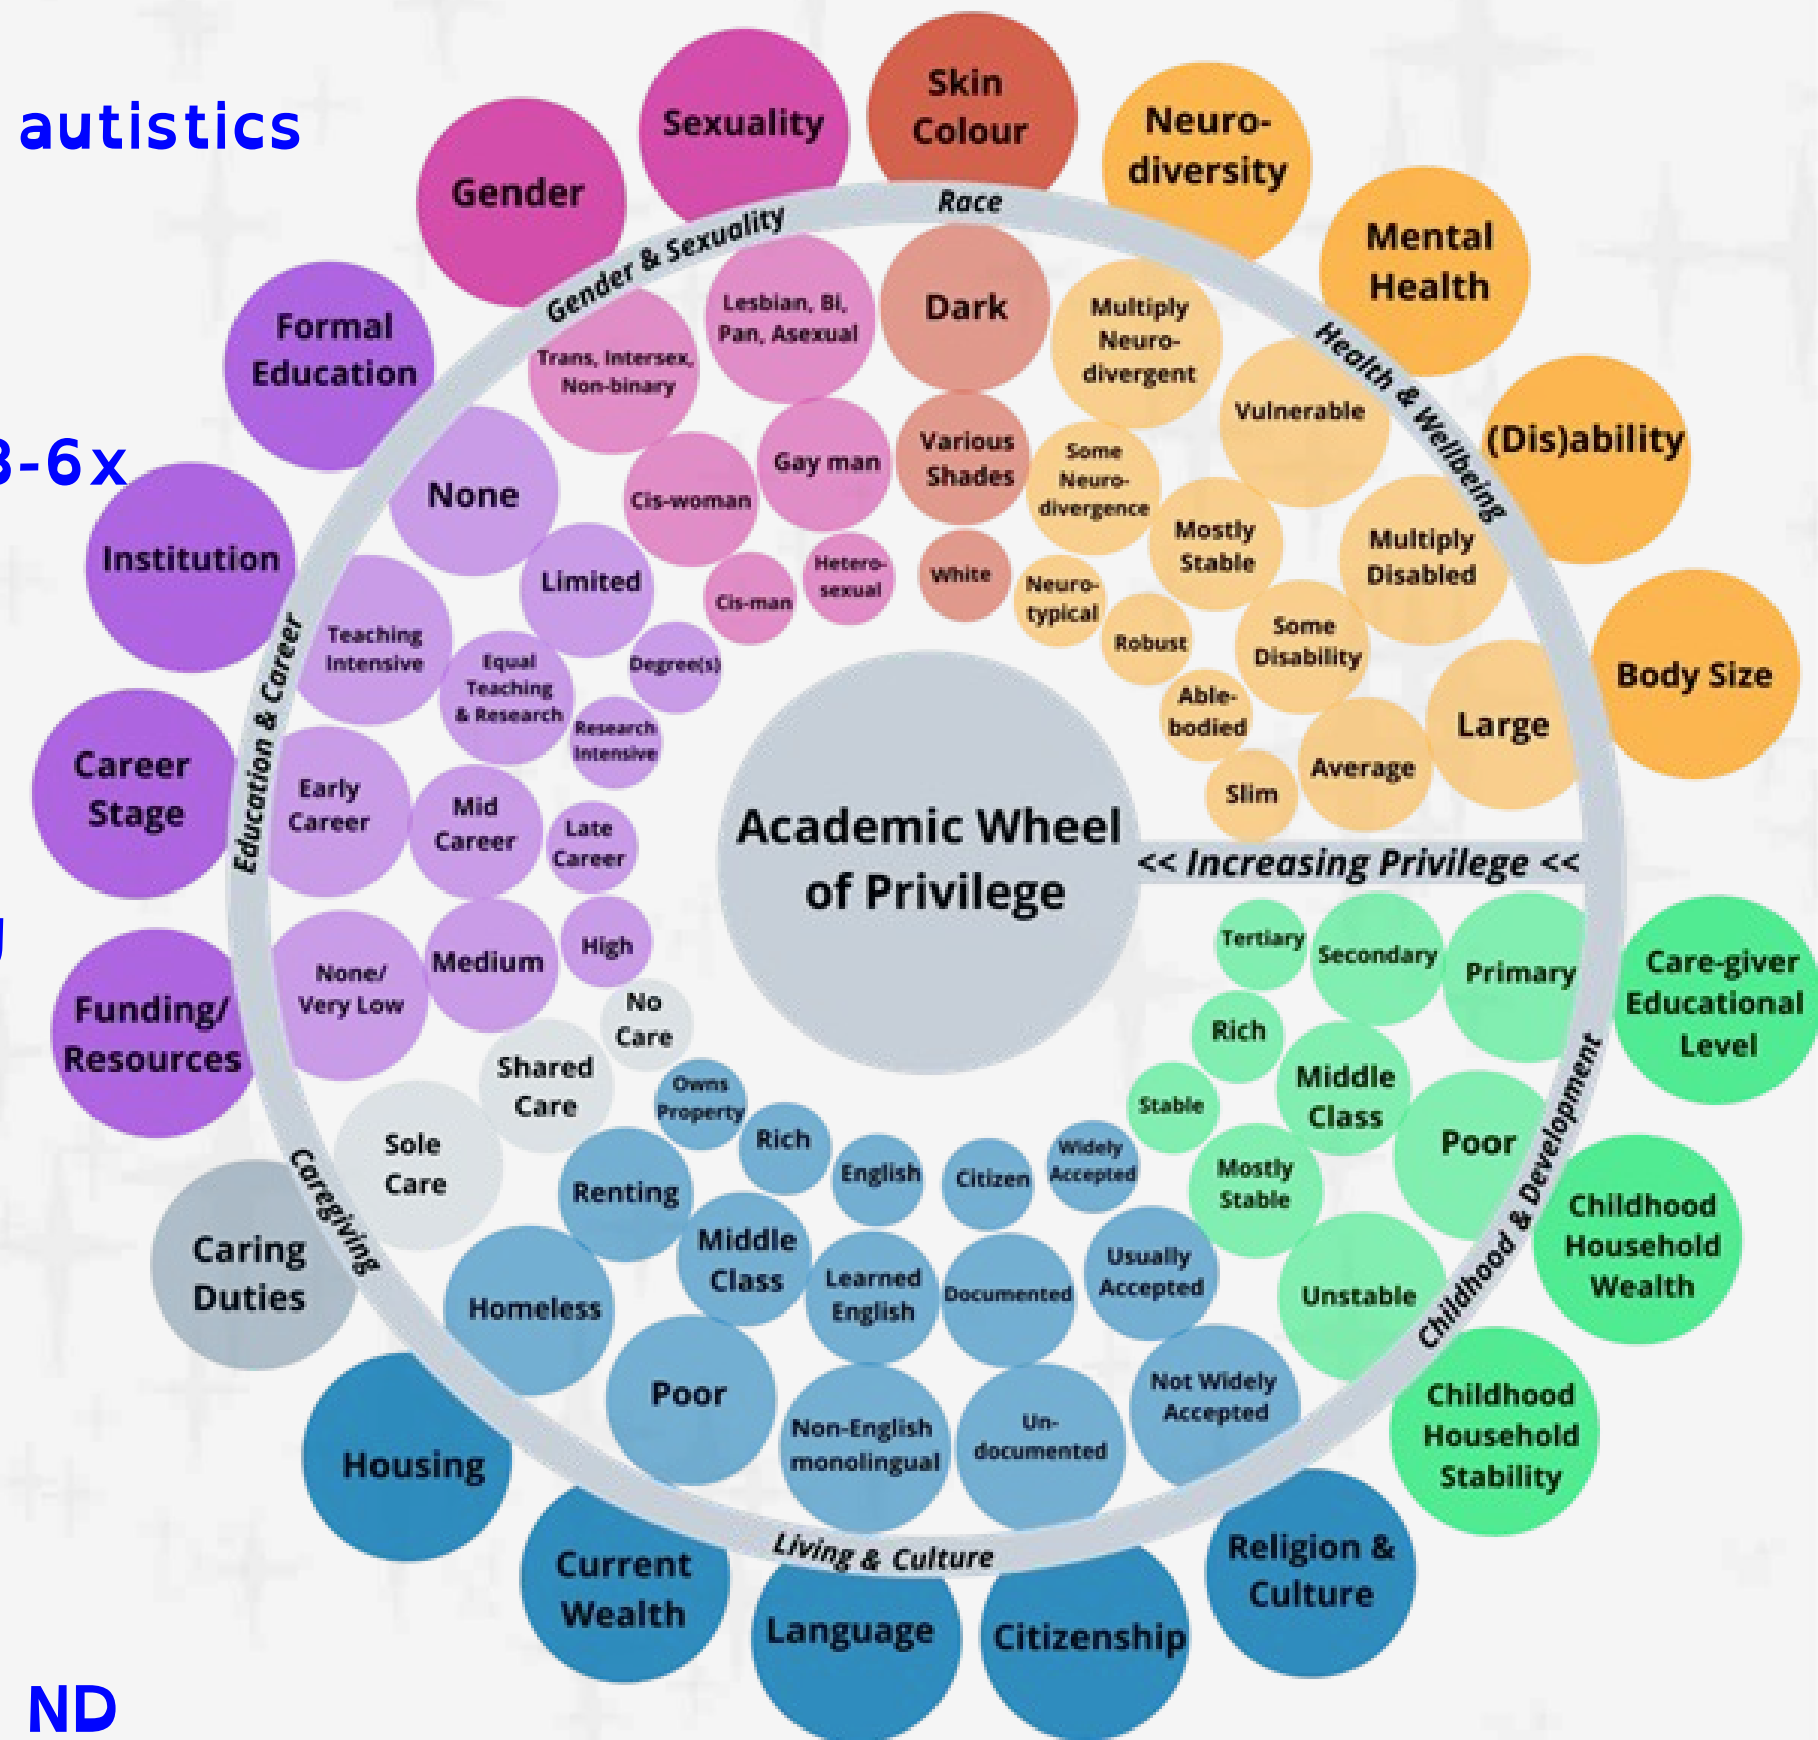 autistics
3-6x
ND
Academic Wheel
of Privilege
<< Increasing Privilege <<
Race
Skin
Colour
Dark
Various
Shades
White
Health & Wellbeing
Neuro-
diversity
Multiply
Neuro-
divergent
Some
Neuro-
divergence
Neuro-
typical
Mental
Health
Vulnerable
Mostly
Stable
Robust
(Dis)ability
Multiply
Disabled
Some
Disability
Able-
bodied
Body Size
Large
Average
Slim
Childhood & Development
Care-giver
Educational
Level
Primary
Secondary
Tertiary
Childhood
Household
Wealth
Poor
Middle
Class
Rich
Childhood
Household
Stability
Unstable
Mostly
Stable
Stable
Living & Culture
Religion &
Culture
Not Widely
Accepted
Usually
Accepted
Widely
Accepted
Citizenship
Un-
documented
Documented
Citizen
Language
Non-English
monolingual
Learned
English
English
Current
Wealth
Poor
Middle
Class
Rich
Housing
Homeless
Renting
Owns
Property
Caregiving
Caring
Duties
Sole
Care
Shared
Care
No
Care
Education & Career
Funding/
Resources
None/
Very Low
Medium
High
Career
Stage
Early
Career
Mid
Career
Late
Career
Institution
Teaching
Intensive
Equal
Teaching
& Research
Research
Intensive
Formal
Education
None
Limited
Degree(s)
Gender & Sexuality
Gender
Trans, Intersex,
Non-binary
Cis-woman
Cis-man
Sexuality
Lesbian, Bi,
Pan, Asexual
Gay man
Hetero-
sexual